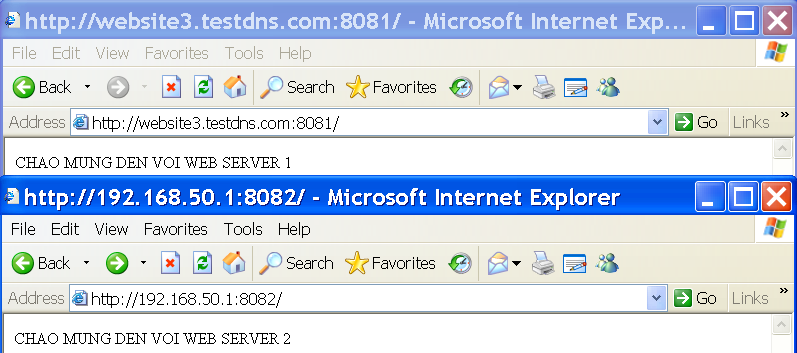 http://website3.testdns.com:8081/ - Microsoft Internet Exp...
File Edit View Favorites Tools Help
Back Search Favorites
Address http://website3.testdns.com:8081/ Go Links »
CHAO MUNG DEN VOI WEB SERVER 1
http://192.168.50.1:8082/ - Microsoft Internet Explorer
File Edit View Favorites Tools Help
Back Search Favorites
Address http://192.168.50.1:8082/ Go Links »
CHAO MUNG DEN VOI WEB SERVER 2